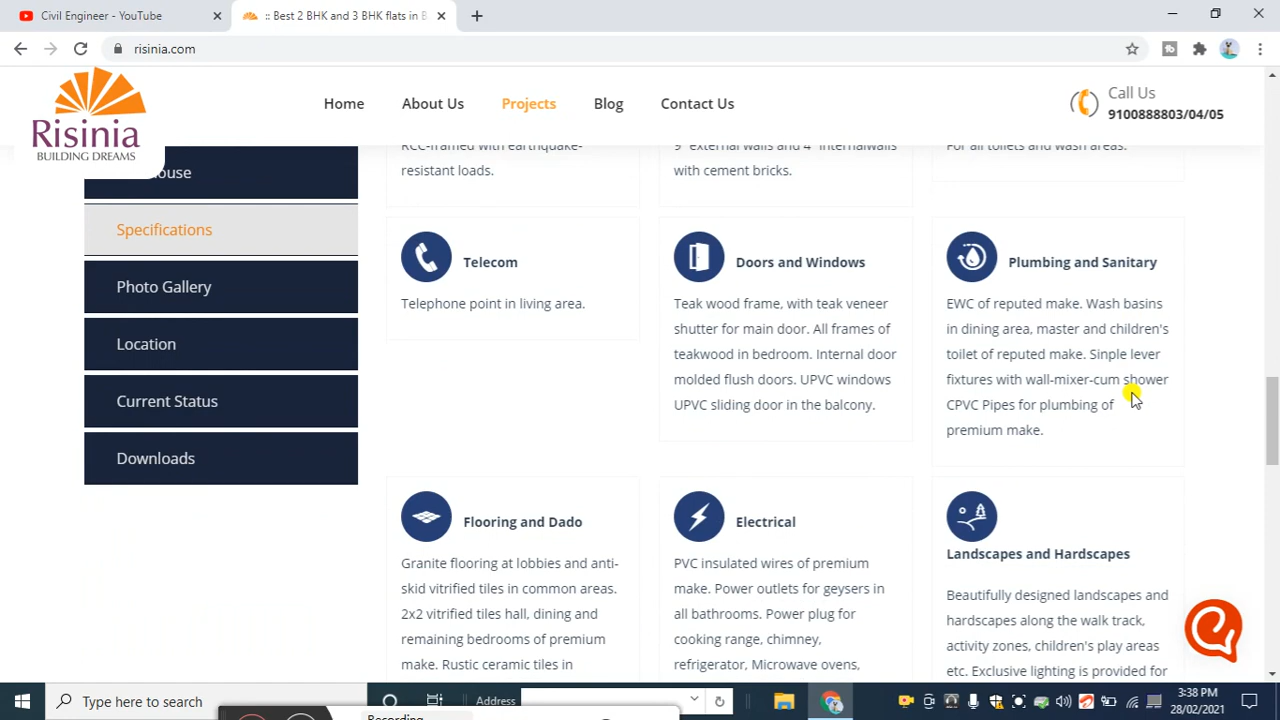 Civil Engineer - YouTube
:: Best 2 BHK and 3 BHK flats in B
risinia.com
Risinia
BUILDING DREAMS
Home
About Us
Projects
Blog
Contact Us
Call Us
9100888803/04/05
Specifications
Photo Gallery
Location
Current Status
Downloads
RCC-framed with earthquake-
resistant loads.
9" external walls and 4" internalwalls
with cement bricks.
For all toilets and wash areas.
Telecom
Telephone point in living area.
Doors and Windows
Teak wood frame, with teak veneer
shutter for main door. All frames of
teakwood in bedroom. Internal door
molded flush doors. UPVC windows
UPVC sliding door in the balcony.
Plumbing and Sanitary
EWC of reputed make. Wash basins
in dining area, master and children's
toilet of reputed make. Sinple lever
fixtures with wall-mixer-cum shower
CPVC Pipes for plumbing of
premium make.
Flooring and Dado
Granite flooring at lobbies and anti-
skid vitrified tiles in common areas.
2x2 vitrified tiles hall, dining and
remaining bedrooms of premium
make. Rustic ceramic tiles in
Electrical
PVC insulated wires of premium
make. Power outlets for geysers in
all bathrooms. Power plug for
cooking range, chimney,
refrigerator, Microwave ovens,
Landscapes and Hardscapes
Beautifully designed landscapes and
hardscapes along the walk track,
activity zones, children's play areas
etc. Exclusive lighting is provided for
Type here to search
Address
Recording
3:38 PM
28/02/2021